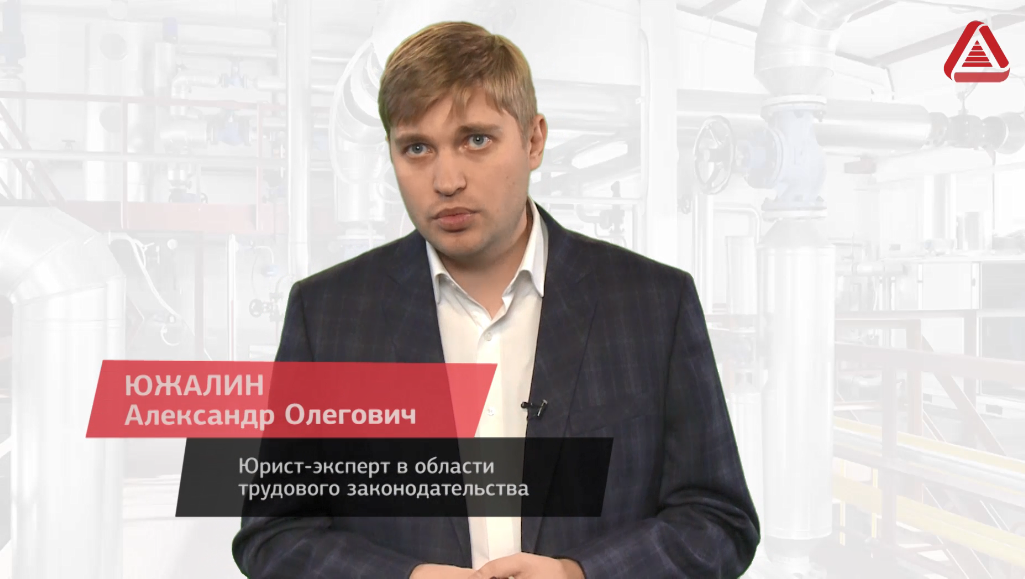 ЮЖАЛИН
Александр Олегович
Юрист-эксперт в области
трудового законодательства